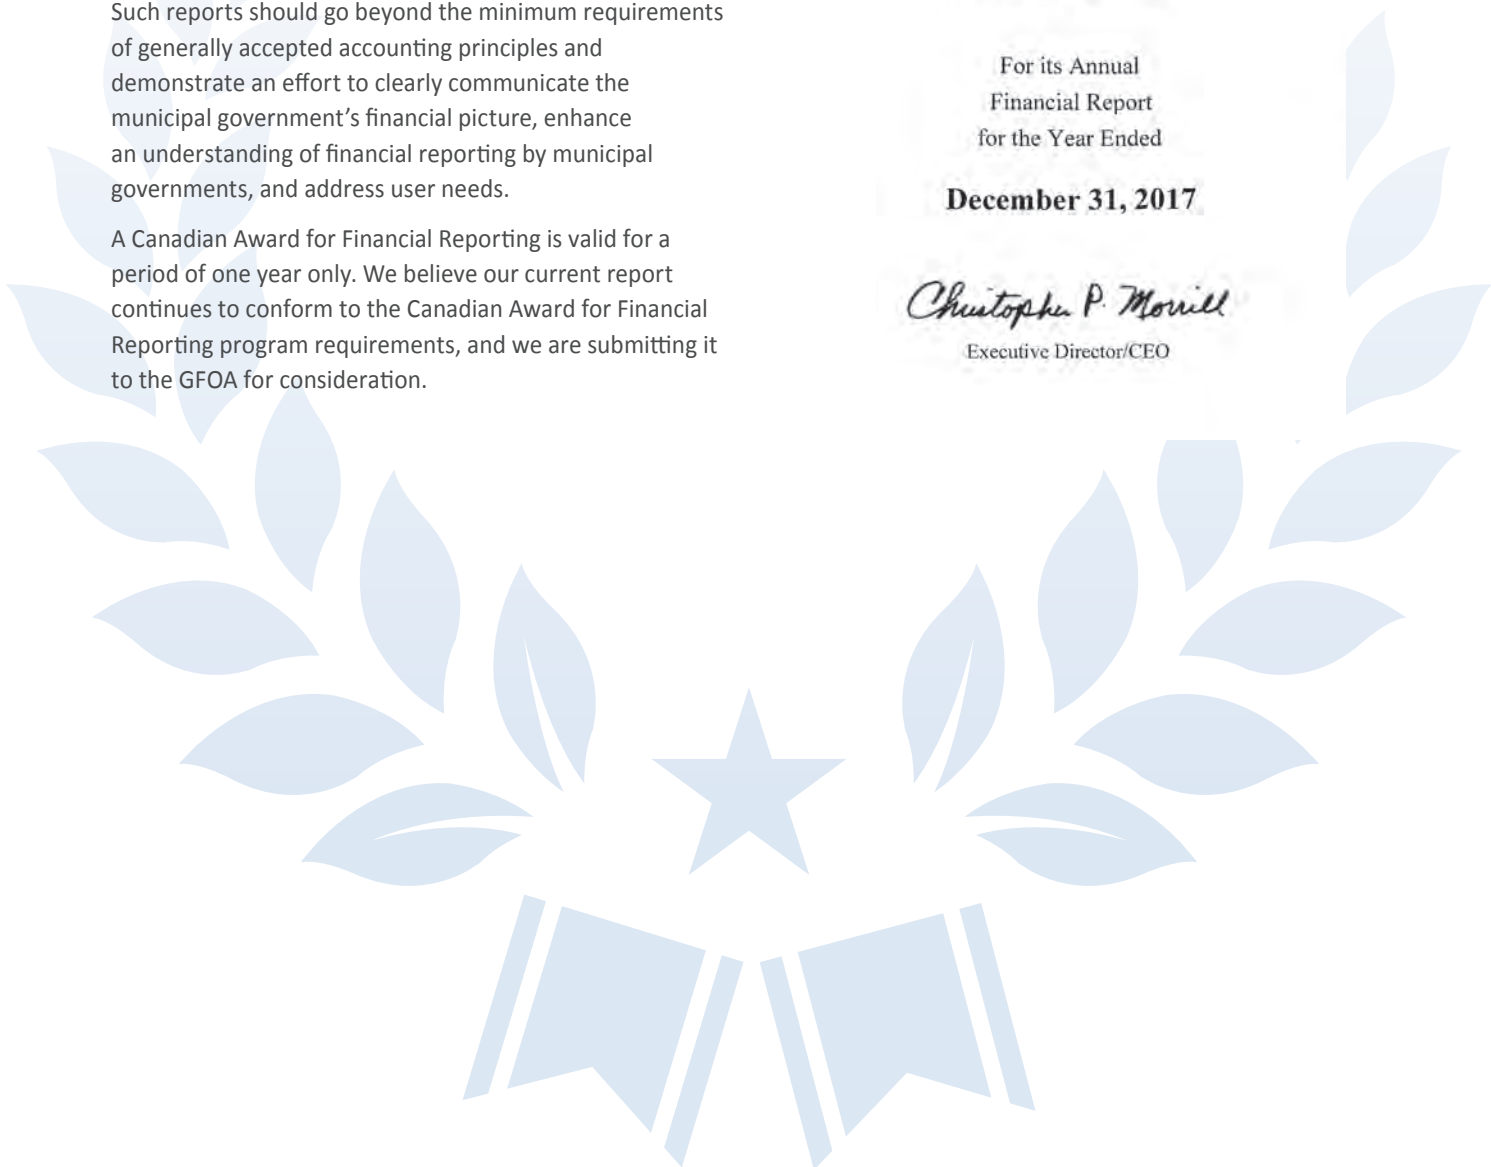 Such reports should go beyond the minimum requirements
of generally accepted accounting principles and
demonstrate an effort to clearly communicate the
municipal government’s financial picture, enhance
an understanding of financial reporting by municipal
governments, and address user needs.
A Canadian Award for Financial Reporting is valid for a
period of one year only. We believe our current report
continues to conform to the Canadian Award for Financial
Reporting program requirements, and we are submitting it
to the GFOA for consideration.
For its Annual
Financial Report
for the Year Ended
December 31, 2017
Christopher P. Morrill
Executive Director/CEO